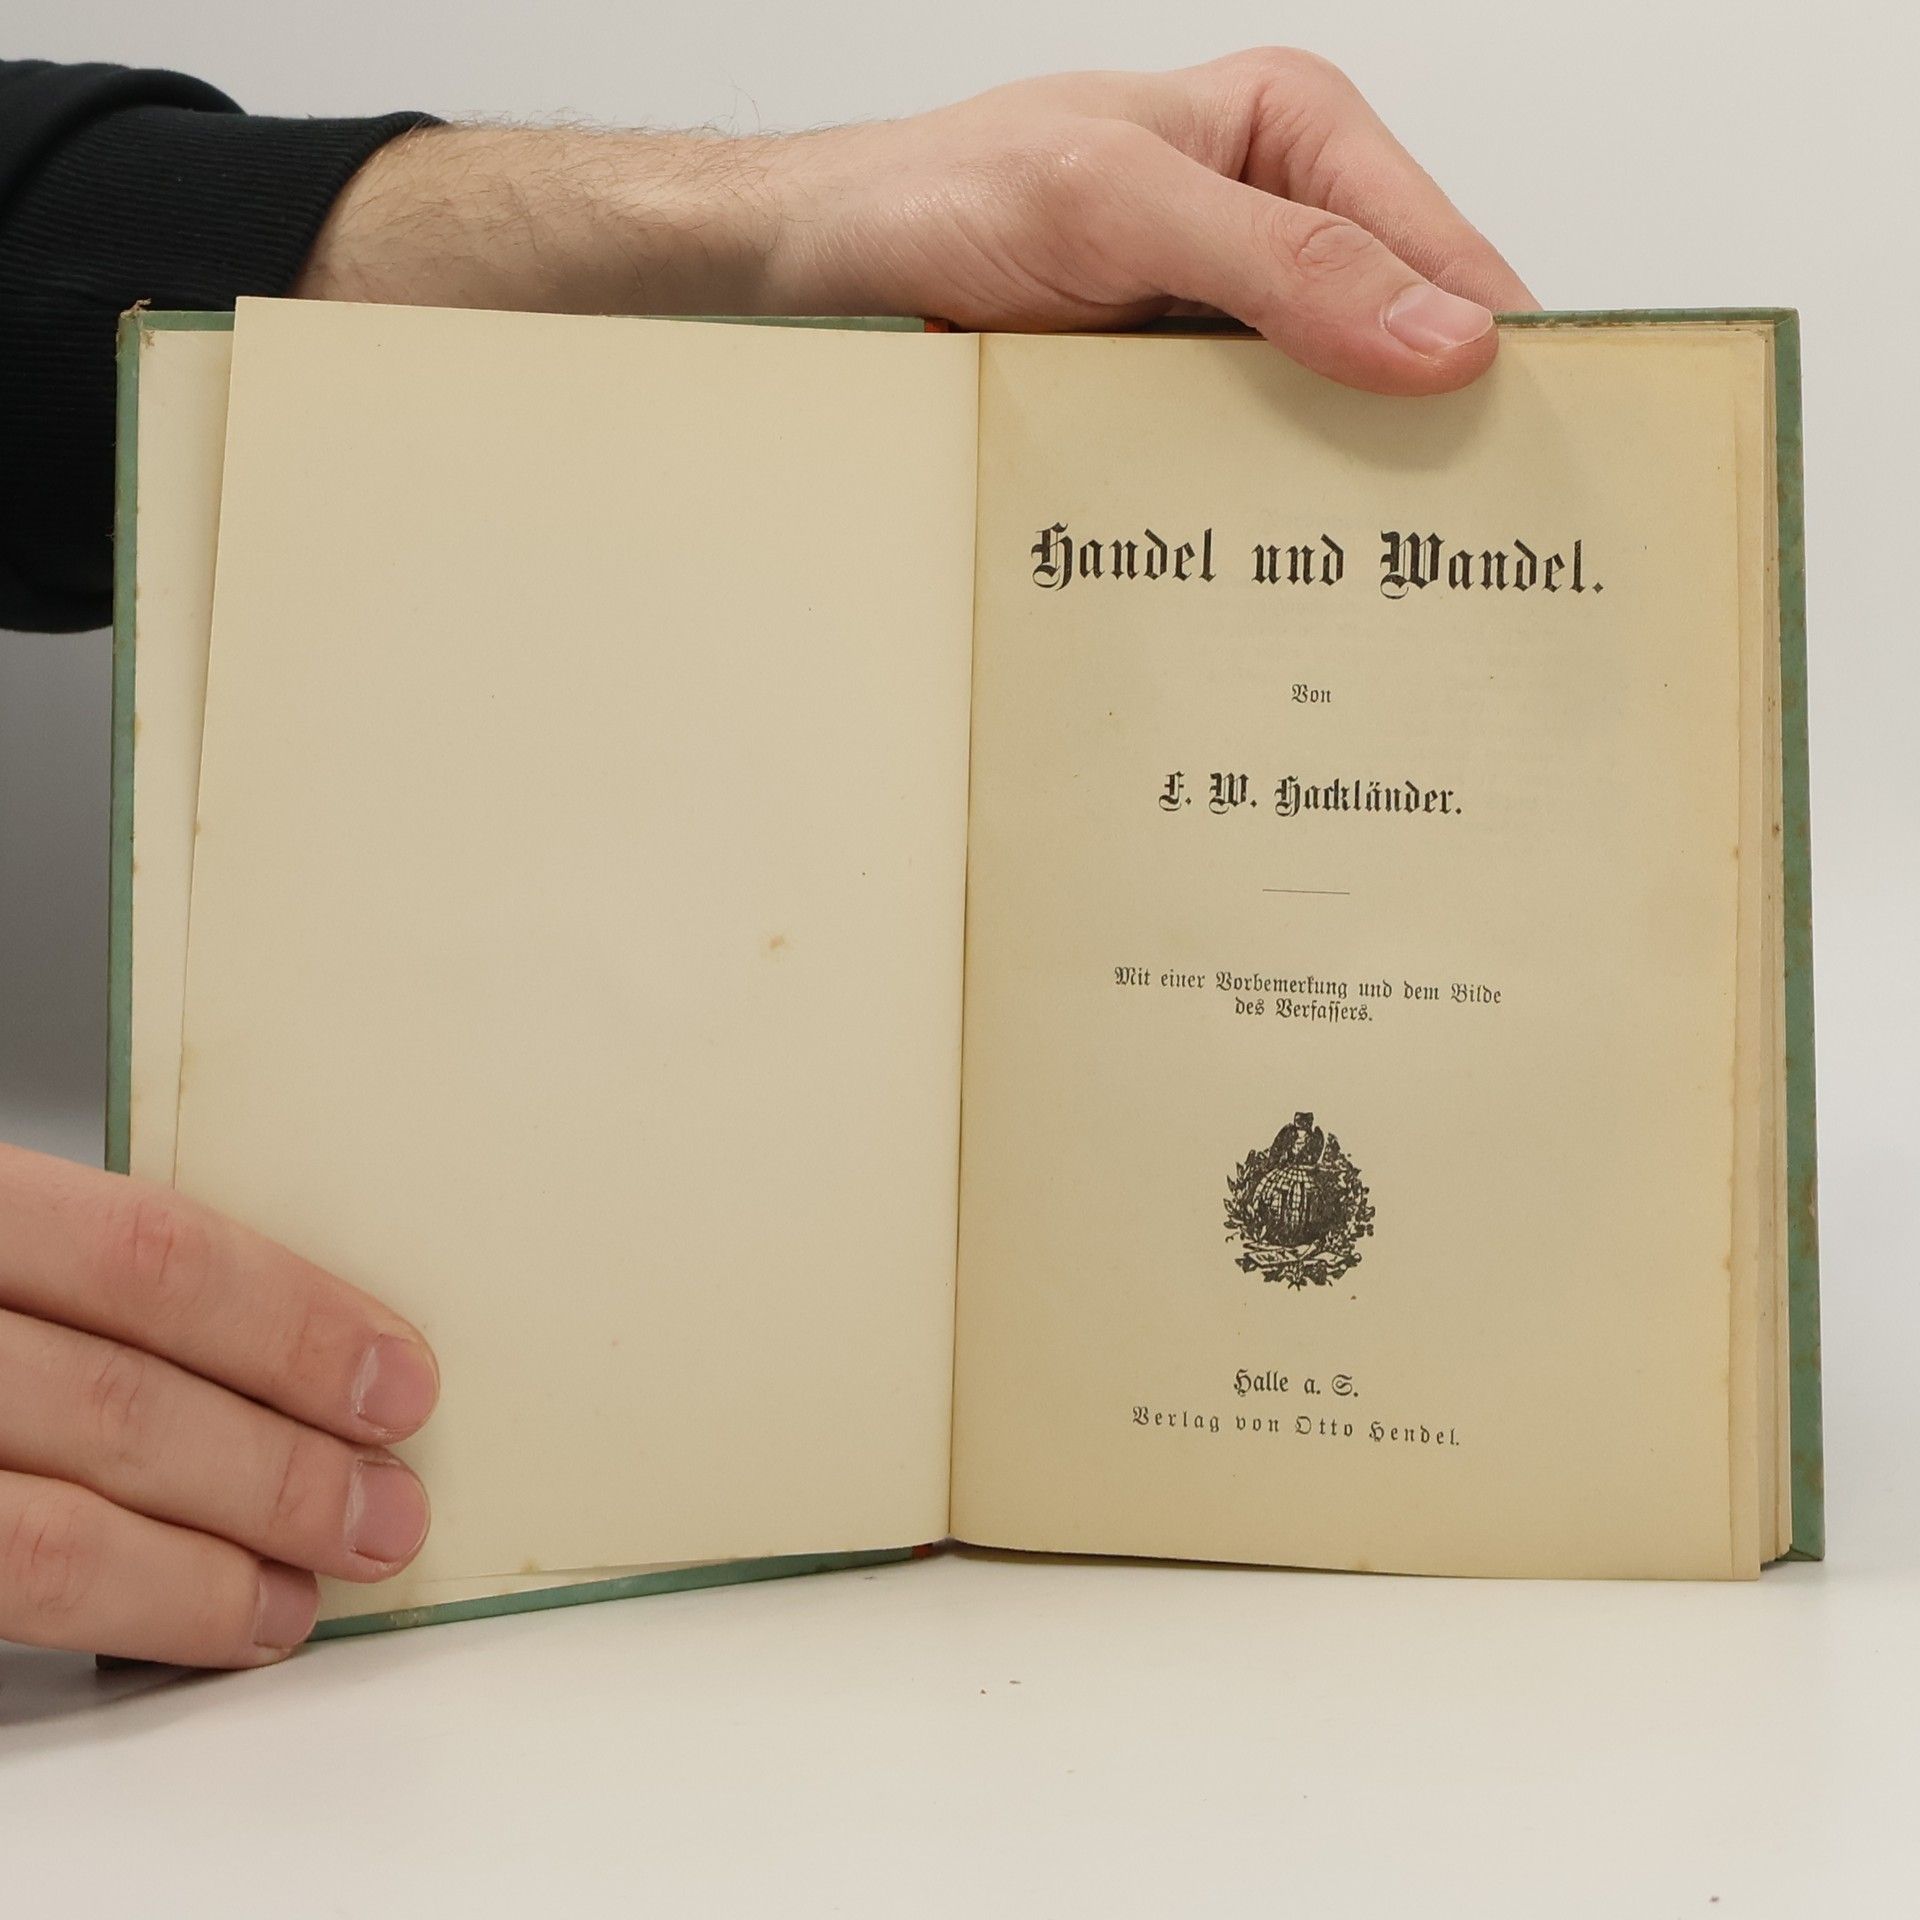 Handel und Wandel.
Von
F. W. Hackländer.
Mit einer Vorbemerkung und dem Bilde
des Verfassers.
Halle a. S.
Verlag von Otto Hendel.